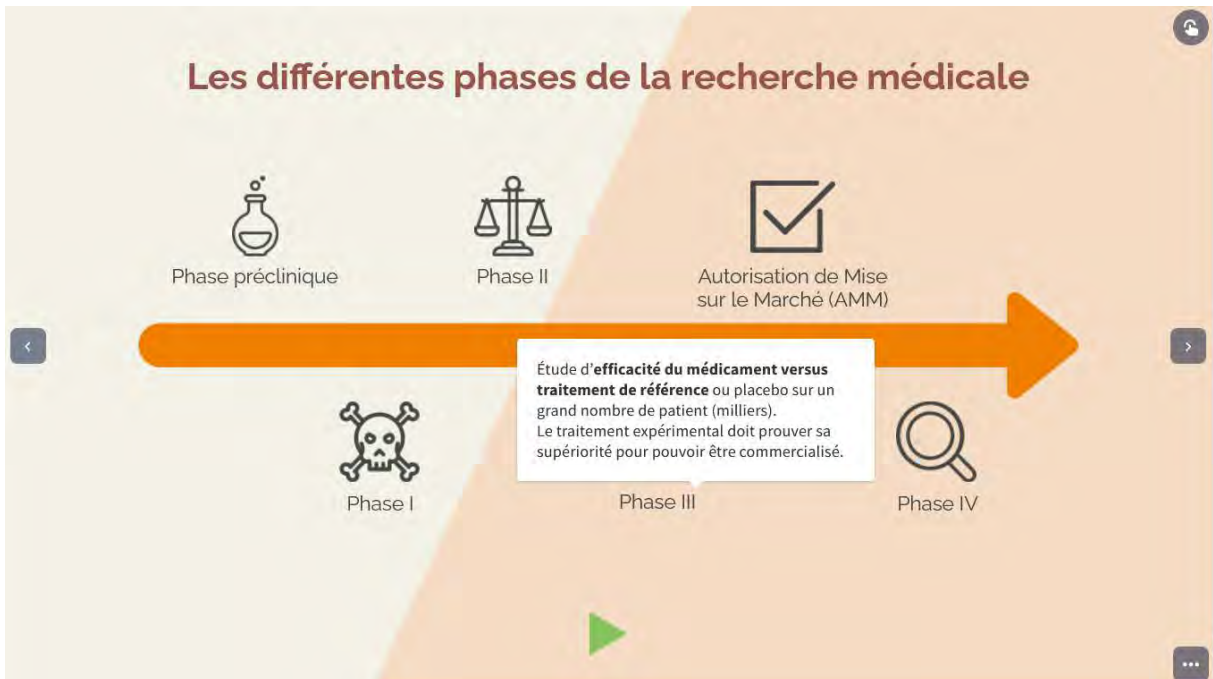 Les différentes phases de la recherche médicale
Phase préclinique
Phase II
Autorisation de Mise
sur le Marché (AMM)
Étude d'efficacité du médicament versus
traitement de référence ou placebo sur un
grand nombre de patient (milliers).
Le traitement expérimental doit prouver sa
supériorité pour pouvoir être commercialisé.
Phase I
Phase III
Phase IV